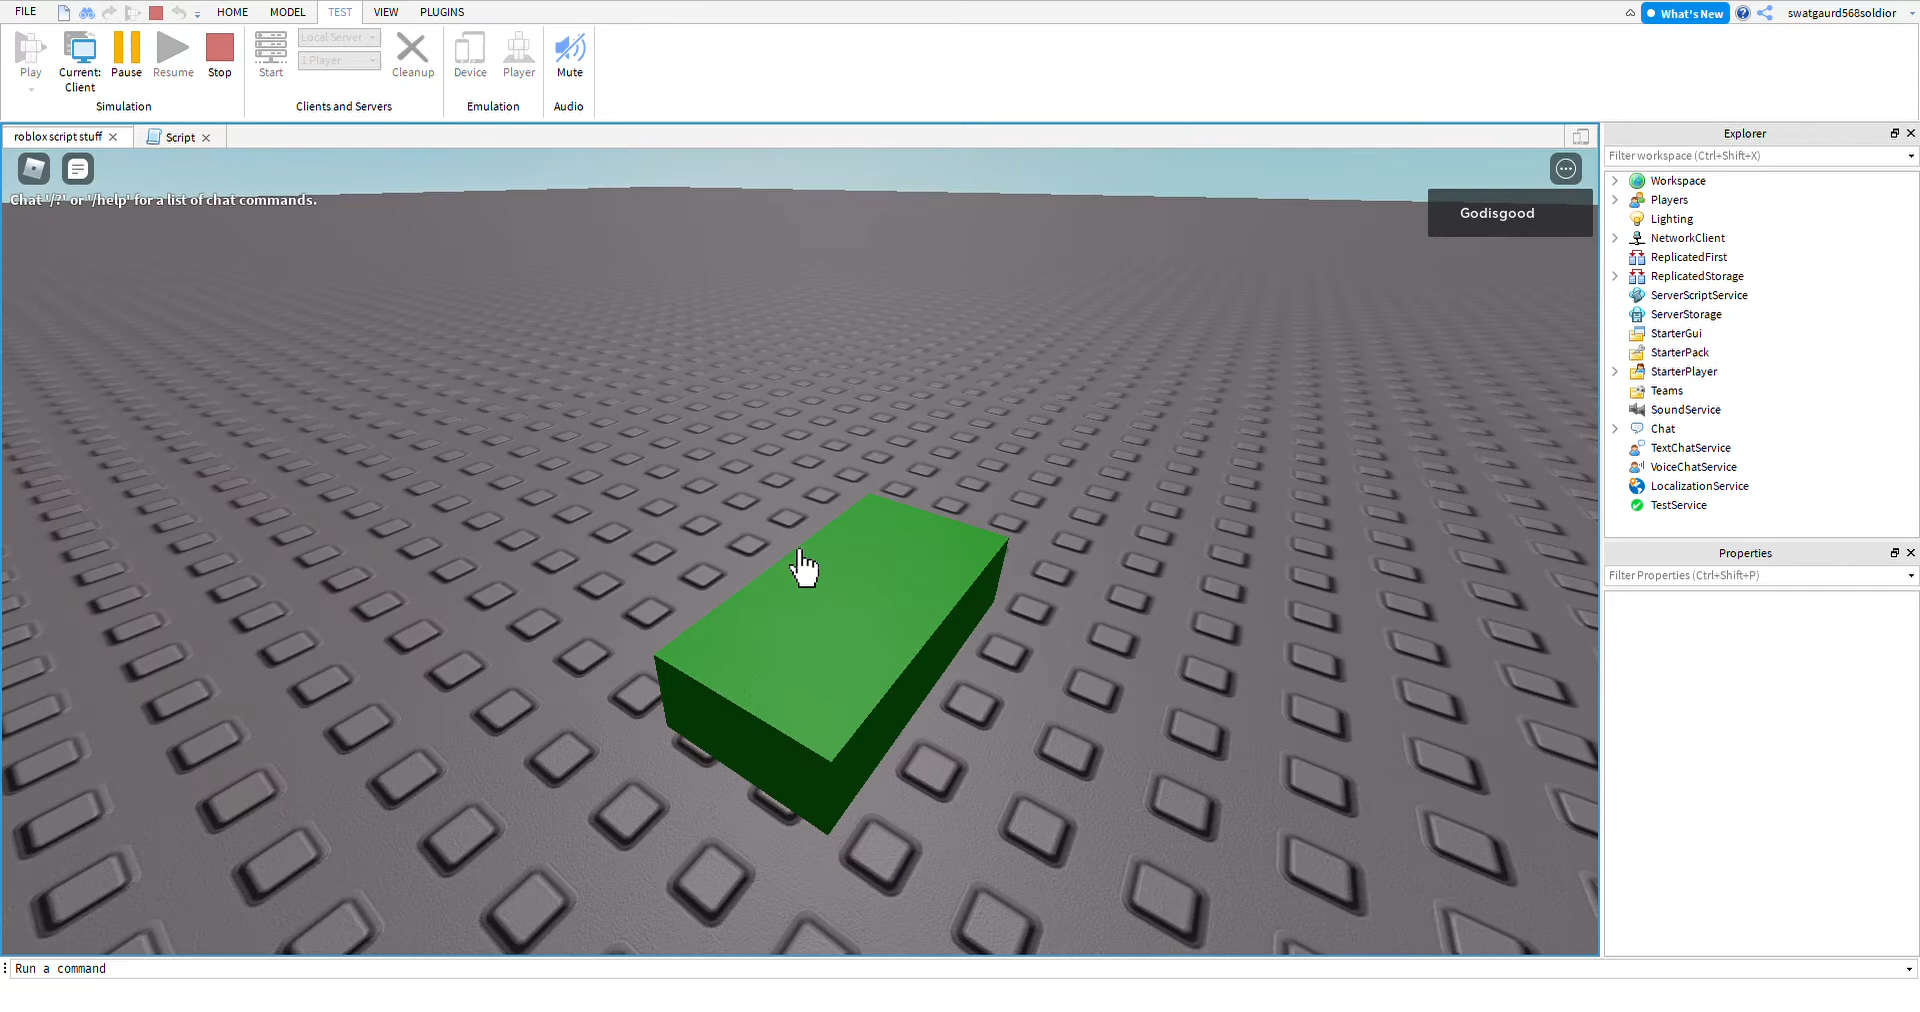 FILE HOME MODEL TEST VIEW PLUGINS What's New swatgaurd568soldior
Play Current: Client Pause Resume Stop
Simulation
Start Local Server 1 Player Cleanup
Clients and Servers
Device Player
Emulation
Mute
Audio
roblox script stuff Script
Chat '/?' or '/help' for a list of chat commands.
Godisgood
Explorer
Filter workspace (Ctrl+Shift+X)
Workspace
Players
Lighting
NetworkClient
ReplicatedFirst
ReplicatedStorage
ServerScriptService
ServerStorage
StarterGui
StarterPack
StarterPlayer
Teams
SoundService
Chat
TextChatService
VoiceChatService
LocalizationService
TestService
Properties
Filter Properties (Ctrl+Shift+P)
Run a command